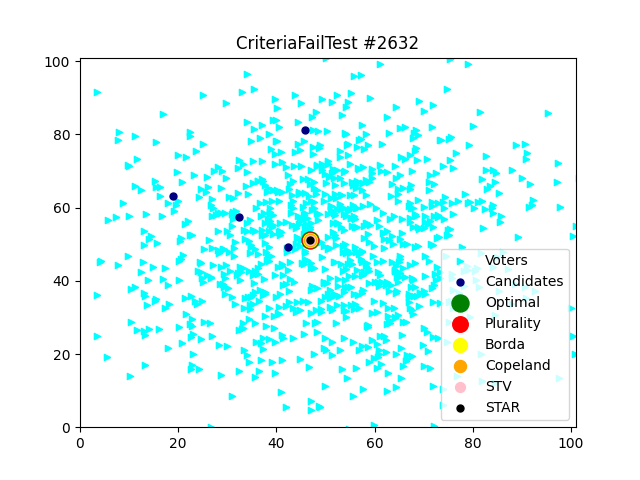 CriteriaFailTest #2632
100
80
60
40
20
0
0
20
40
60
80
100
Voters
Candidates
Optimal
Plurality
Borda
Copeland
STV
STAR